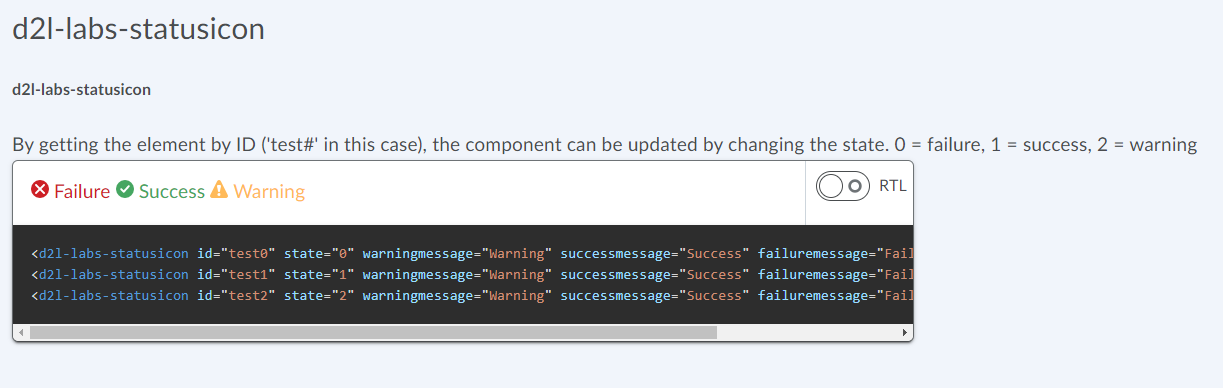 d2l-labs-statusicon
d2l-labs-statusicon
By getting the element by ID ('test#' in this case), the component can be updated by changing the state. 0 = failure, 1 = success, 2 = warning
Failure Success Warning RTL
<d2l-labs-statusicon id="test0" state="0" warningmessage="Warning" successmessage="Success" failuremessage="Fail
<d2l-labs-statusicon id="test1" state="1" warningmessage="Warning" successmessage="Success" failuremessage="Fail
<d2l-labs-statusicon id="test2" state="2" warningmessage="Warning" successmessage="Success" failuremessage="Fail